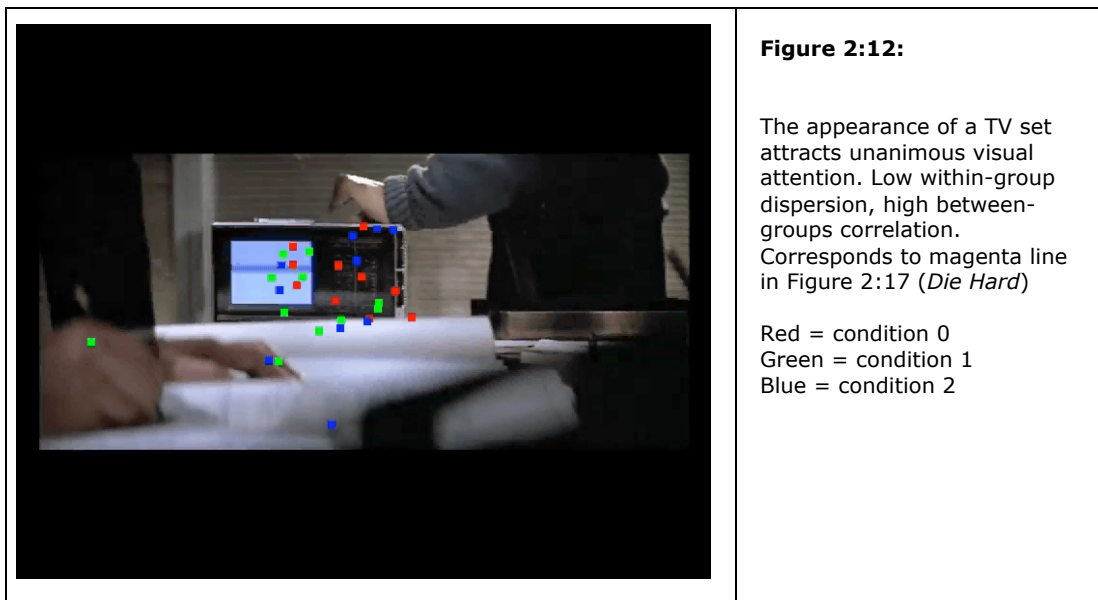 Figure 2:12:
The appearance of a TV set
attracts unanimous visual
attention. Low within-group
dispersion, high between-
groups correlation.
Corresponds to magenta line
in Figure 2:17 (Die Hard)
Red = condition 0
Green = condition 1
Blue = condition 2